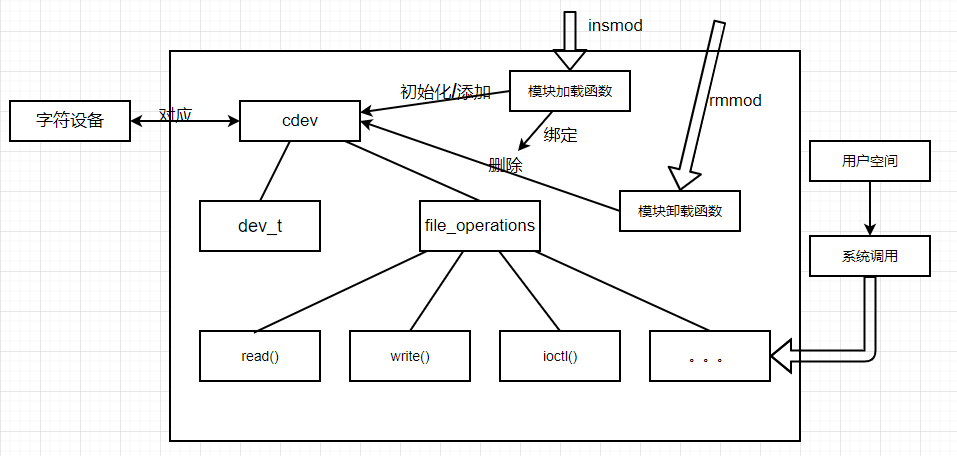 insmod
rmmod
模块加载函数
初始化/添加
字符设备
对应
cdev
绑定
删除
用户空间
模块卸载函数
dev_t
file_operations
系统调用
read()
write()
ioctl()
。。。